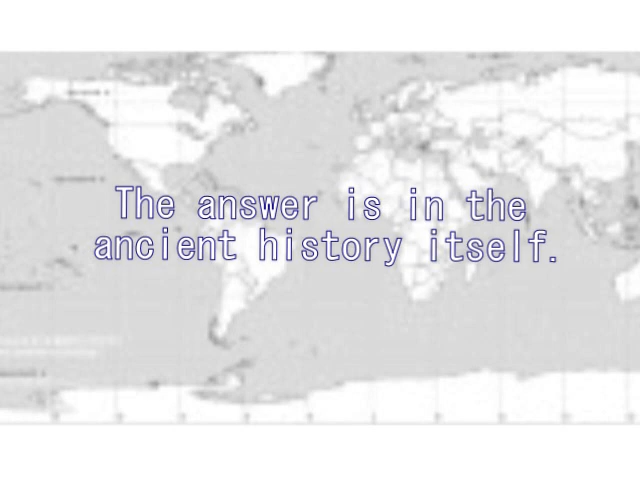 The answer is in the
ancient history itself.